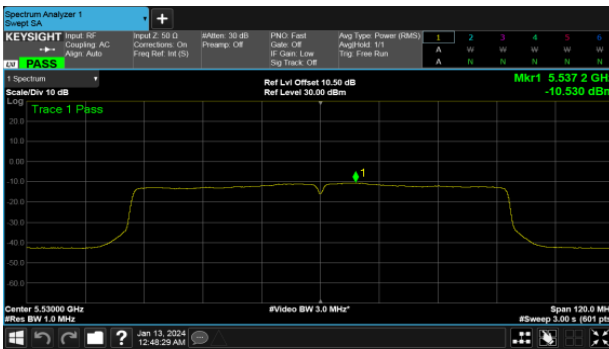 Spectrum Analyzer 1
Swept SA
KEYSIGHT Input: RF Input Z: 50 Ω #Atten: 30 dB PNO: Fast Avg Type: Power (RMS) 1 2 3 4 5 6
Coupling: AC Corrections: On Preamp: Off Gate: Off Avg|Hold: 1/1 A W W W W W
Align: Auto Freq Ref: Int (S) IF Gain: Low Trig: Free Run
PASS Sig Track: Off A N N N N N
1 Spectrum Ref Lvl Offset 10.50 dB Mkr1 5.537 2 GHz
Scale/Div 10 dB Ref Level 30.00 dBm -10.530 dBm
Log
Trace 1 Pass
20.0
10.0
0.00
1
-10.0
-20.0
-30.0
-40.0
-50.0
-60.0
Center 5.53000 GHz #Video BW 3.0 MHz* Span 120.0 MH
#Res BW 1.0 MHz #Sweep 3.00 s (601 pts
? Jan 13, 2024
12:48:29 AM